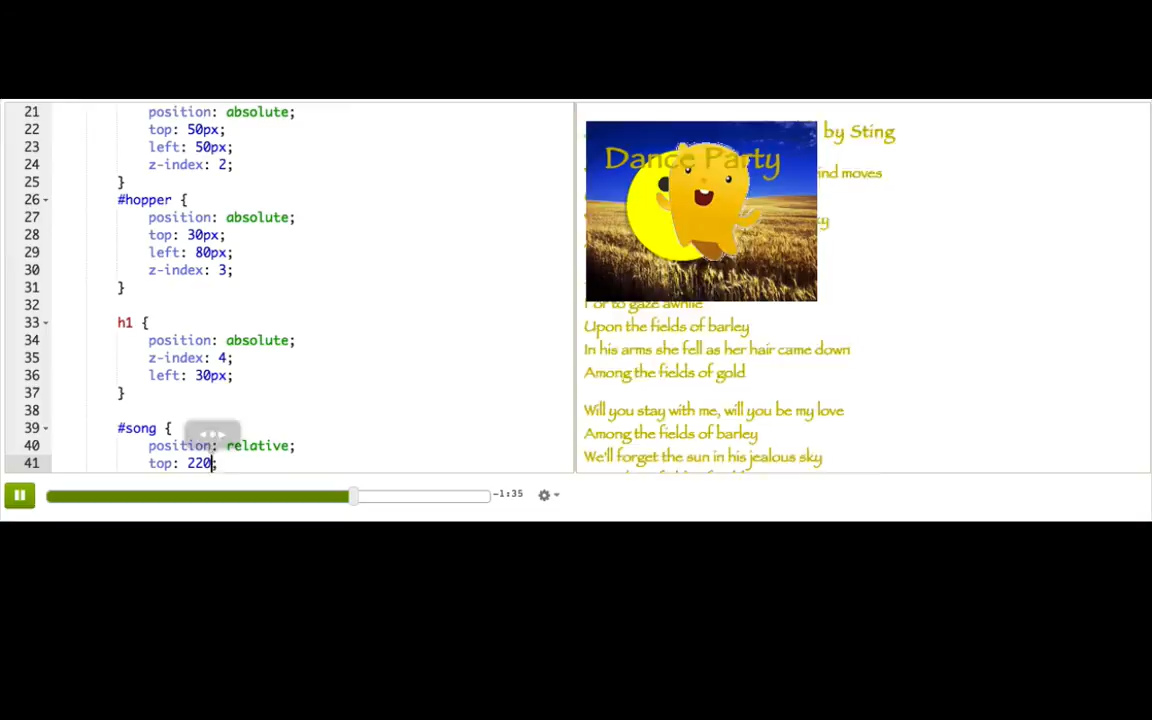 21 position: absolute;
22 top: 50px;
23 left: 50px;
24 z-index: 2;
25 }
26 #hopper {
27 position: absolute;
28 top: 30px;
29 left: 80px;
30 z-index: 3;
31 }
32
33 h1 {
34 position: absolute;
35 z-index: 4;
36 left: 30px;
37 }
38
39 #song {
40 position: relative;
41 top: 220;
-1:35
by Sting
Dance Party
moves
For to gaze awhile
Upon the fields of barley
In his arms she fell as her hair came down
Among the fields of gold
Will you stay with me, will you be my love
Among the fields of barley
We'll forget the sun in his jealous sky